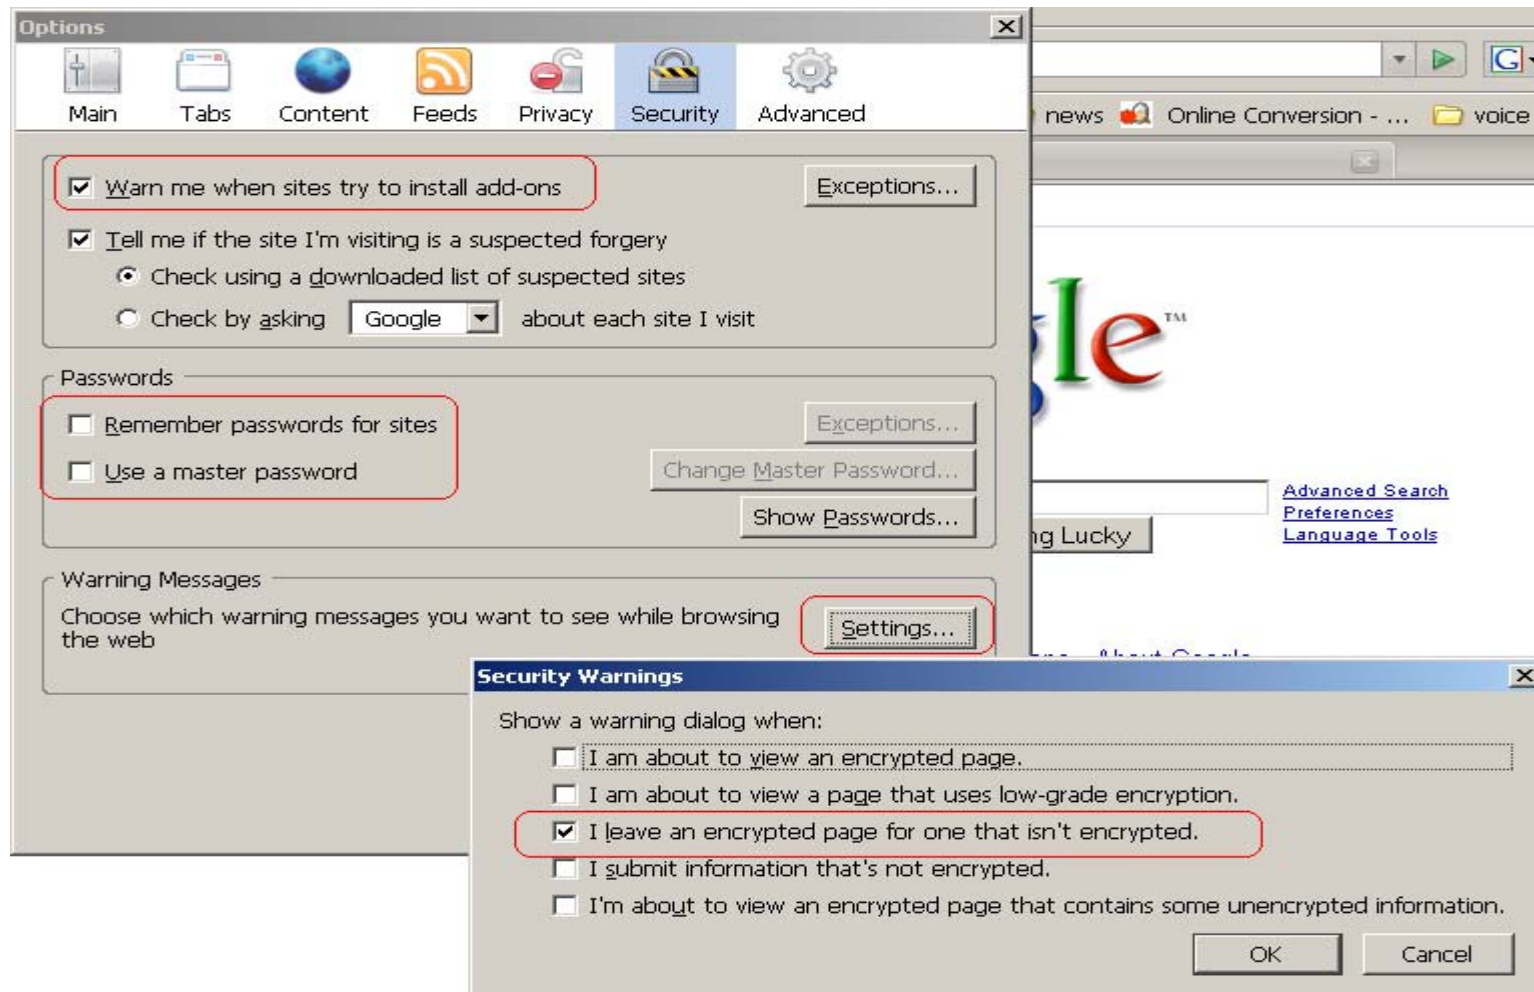 Options
Main Tabs Content Feeds Privacy Security Advanced
news Online Conversion - ... voice
Warn me when sites try to install add-ons Exceptions...
Tell me if the site I'm visiting is a suspected forgery
Check using a downloaded list of suspected sites
Check by asking Google about each site I visit
gle™
Passwords
Remember passwords for sites Exceptions...
Use a master password Change Master Password...
Show Passwords...
Advanced Search
Preferences
Language Tools
ng Lucky
Warning Messages
Choose which warning messages you want to see while browsing
the web
Settings...
About Google
Security Warnings
Show a warning dialog when:
I am about to view an encrypted page.
I am about to view a page that uses low-grade encryption.
I leave an encrypted page for one that isn't encrypted.
I submit information that's not encrypted.
I'm about to view an encrypted page that contains some unencrypted information.
OK Cancel